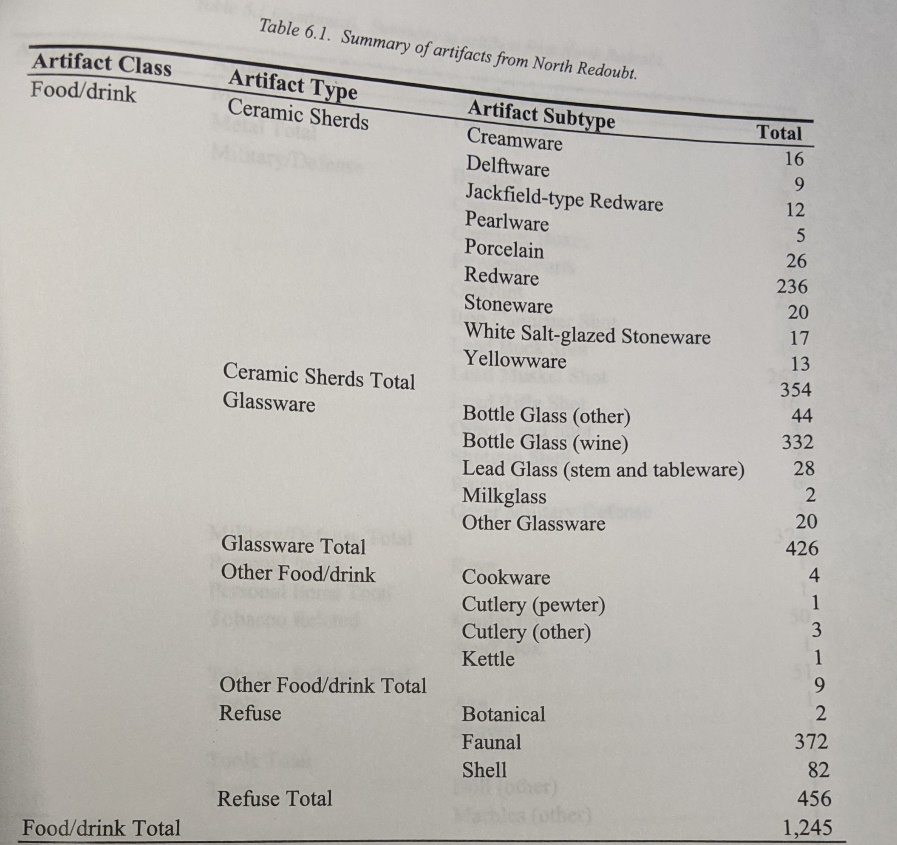 Table 6.1. Summary of artifacts from North Redoubt.
Artifact Class Artifact Type Artifact Subtype Total
Food/drink Ceramic Sherds Creamware 16
Delftware 9
Jackfield-type Redware 12
Pearlware 5
Porcelain 26
Redware 236
Stoneware 20
White Salt-glazed Stoneware 17
Yellowware 13
Ceramic Sherds Total 354
Glassware Bottle Glass (other) 44
Bottle Glass (wine) 332
Lead Glass (stem and tableware) 28
Milkglass 2
Other Glassware 20
Glassware Total 426
Other Food/drink Cookware 4
Cutlery (pewter) 1
Cutlery (other) 3
Kettle 1
Other Food/drink Total 9
Refuse Botanical 2
Faunal 372
Shell 82
Refuse Total 456
Food/drink Total 1,245